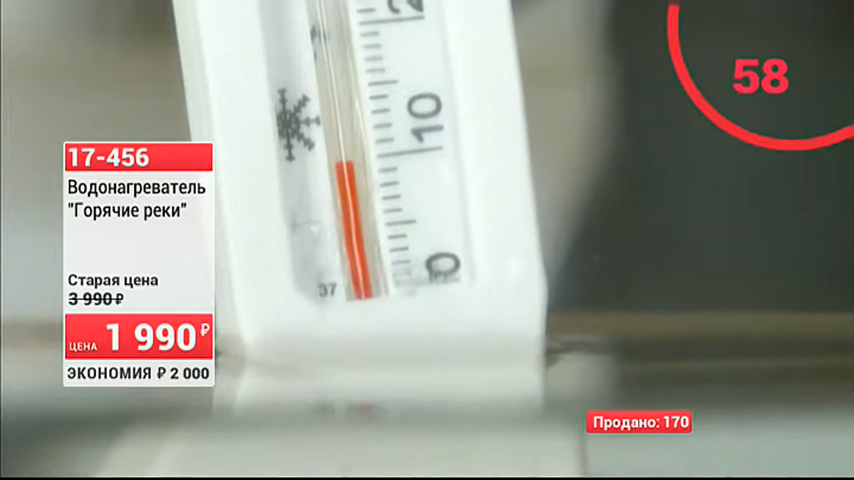 58
17-456
Водонагреватель
"Горячие реки"
Старая цена
3 990 ₽
ЦЕНА 1 990 ₽
ЭКОНОМИЯ ₽ 2 000
10
0
37
Продано: 170